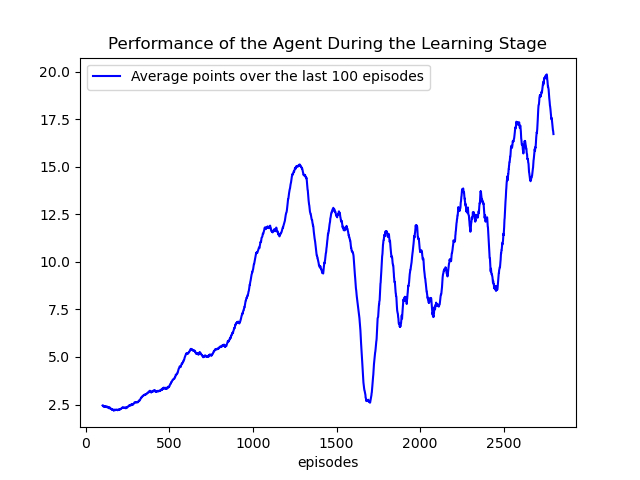 Performance of the Agent During the Learning Stage
Average points over the last 100 episodes
20.0
17.5
15.0
12.5
10.0
7.5
5.0
2.5
0 500 1000 1500 2000 2500
episodes